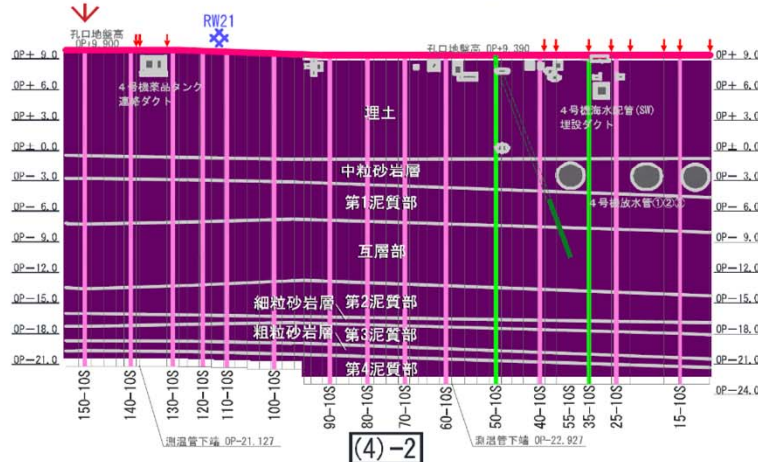 RW21
孔口地盤高
OP+9.900
孔口地盤高 OP+9.390
OP+ 9.0
OP+ 6.0
OP+ 3.0
OP± 0.0
OP− 3.0
OP− 6.0
OP− 9.0
OP−12.0
OP−15.0
OP−18.0
OP−21.0
OP+ 9.0
OP+ 6.0
OP+ 3.0
OP± 0.0
OP− 3.0
OP− 6.0
OP− 9.0
OP−12.0
OP−15.0
OP−18.0
OP−21.0
OP−24.0
4号機薬品タンク
連絡ダクト
埋土
4号機海水配管(SW)
埋設ダクト
中粒砂岩層
第1泥質部
4号機放水管①②③
互層部
細粒砂岩層
第2泥質部
粗粒砂岩層
第3泥質部
第4泥質部
150-10S
140-10S
130-10S
120-10S
110-10S
100-10S
90-10S
80-10S
70-10S
60-10S
50-10S
40-10S
55-10S
35-10S
25-10S
15-10S
測温管下端 OP-21.127
測温管下端 OP-22.927
(4)-2